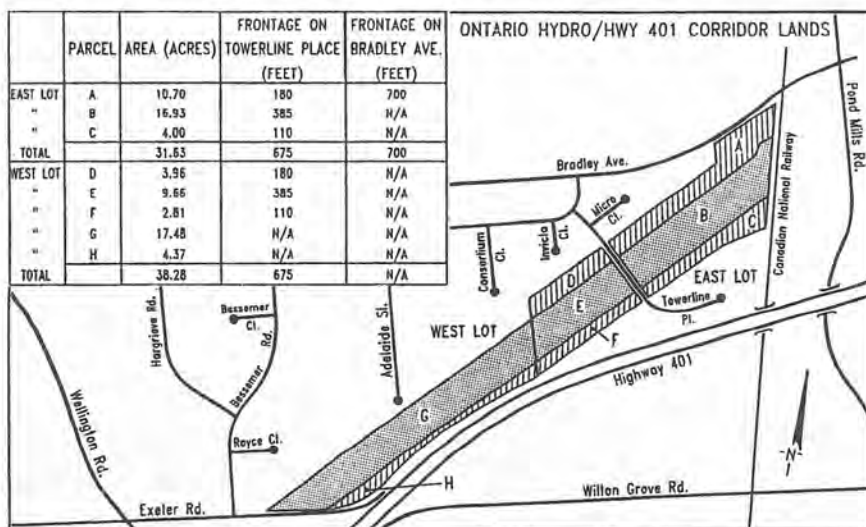 ONTARIO HYDRO/HWY 401 CORRIDOR LANDS
PARCEL AREA (ACRES) FRONTAGE ON TOWERLINE PLACE (FEET) FRONTAGE ON BRADLEY AVE. (FEET)
EAST LOT A 10.70 180 700
" B 16.93 385 N/A
" C 4.00 110 N/A
TOTAL 31.63 675 700
WEST LOT D 3.96 180 N/A
" E 9.66 385 N/A
" F 2.81 110 N/A
" G 17.48 N/A N/A
" H 4.37 N/A N/A
TOTAL 38.28 675 N/A
Pond Mills Rd.
Canadian National Railway
Bradley Ave.
A
Micro Cl.
B
C
Invicta Cl.
Consortium Cl.
EAST LOT
D
E
Towerline Pl.
F
WEST LOT
Highway 401
Adelaide St.
Hargrieve Rd.
Bessemer Cl.
Bessemer Rd.
Wellington Rd.
Royce Cl.
G
H
Exeter Rd.
Wilton Grove Rd.
-N-